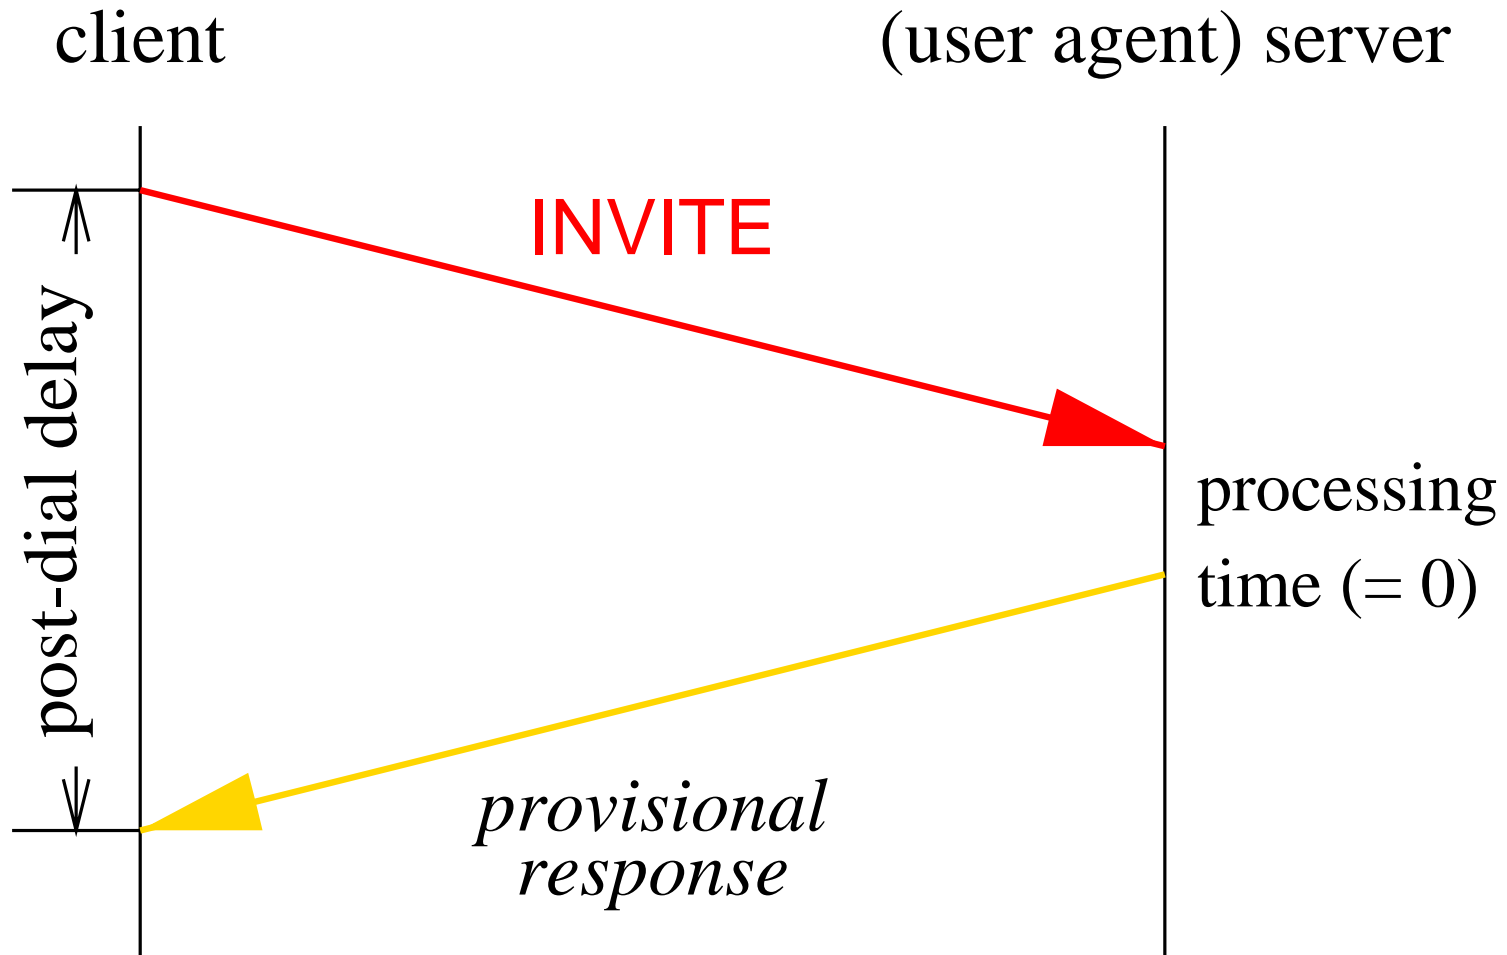 client
(user agent) server
INVITE
post-dial delay
processing
time (= 0)
provisional
response